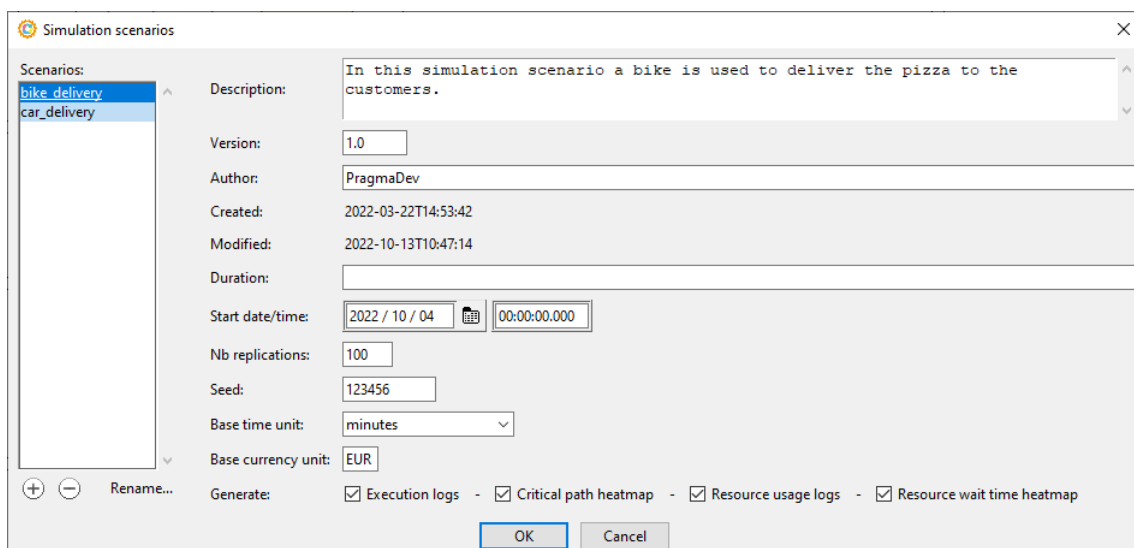 Simulation scenarios
Scenarios:
bike_delivery
car_delivery
Rename...
Description:
In this simulation scenario a bike is used to deliver the pizza to the
customers.
Version: 1.0
Author: PragmaDev
Created: 2022-03-22T14:53:42
Modified: 2022-10-13T10:47:14
Duration:
Start date/time: 2022 / 10 / 04 00:00:00.000
Nb replications: 100
Seed: 123456
Base time unit: minutes
Base currency unit: EUR
Generate: Execution logs - Critical path heatmap - Resource usage logs - Resource wait time heatmap
OK Cancel